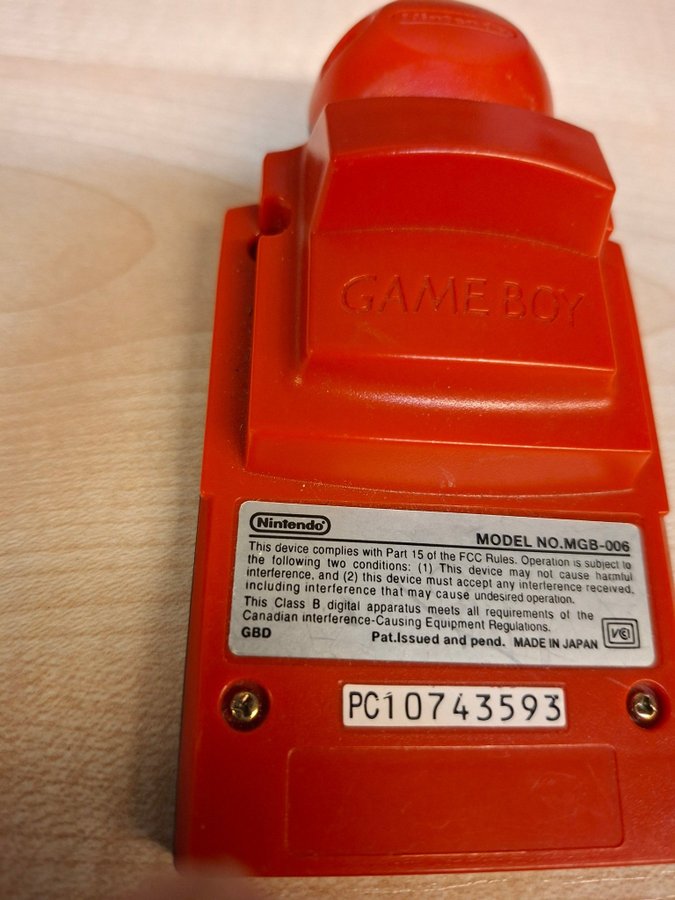 Nintendo
GAME BOY
Nintendo®
MODEL NO.MGB-006
This device complies with Part 15 of the FCC Rules. Operation is subject to
the following two conditions: (1) This device may not cause harmful
interference, and (2) this device must accept any interference received,
including interference that may cause undesired operation.
This Class B digital apparatus meets all requirements of the
Canadian interference-Causing Equipment Regulations.
GBD Pat.Issued and pend. MADE IN JAPAN VCI
PC10743593